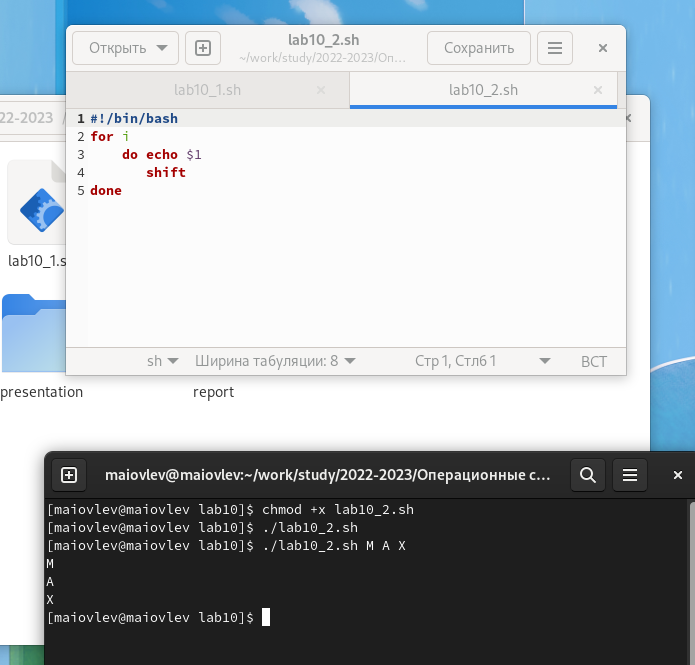 Открыть
lab10_2.sh
~/work/study/2022-2023/Оп…
Сохранить
lab10_1.sh
lab10_2.sh
22-2023 /
1 #!/bin/bash
2 for i
3 do echo $1
4 shift
5 done
lab10_1.s
sh
Ширина табуляции: 8
Стр 1, Стлб 1
ВСТ
presentation
report
maiovlev@maiovlev:~/work/study/2022-2023/Операционные с…
[maiovlev@maiovlev lab10]$ chmod +x lab10_2.sh
[maiovlev@maiovlev lab10]$ ./lab10_2.sh
[maiovlev@maiovlev lab10]$ ./lab10_2.sh M A X
M
A
X
[maiovlev@maiovlev lab10]$